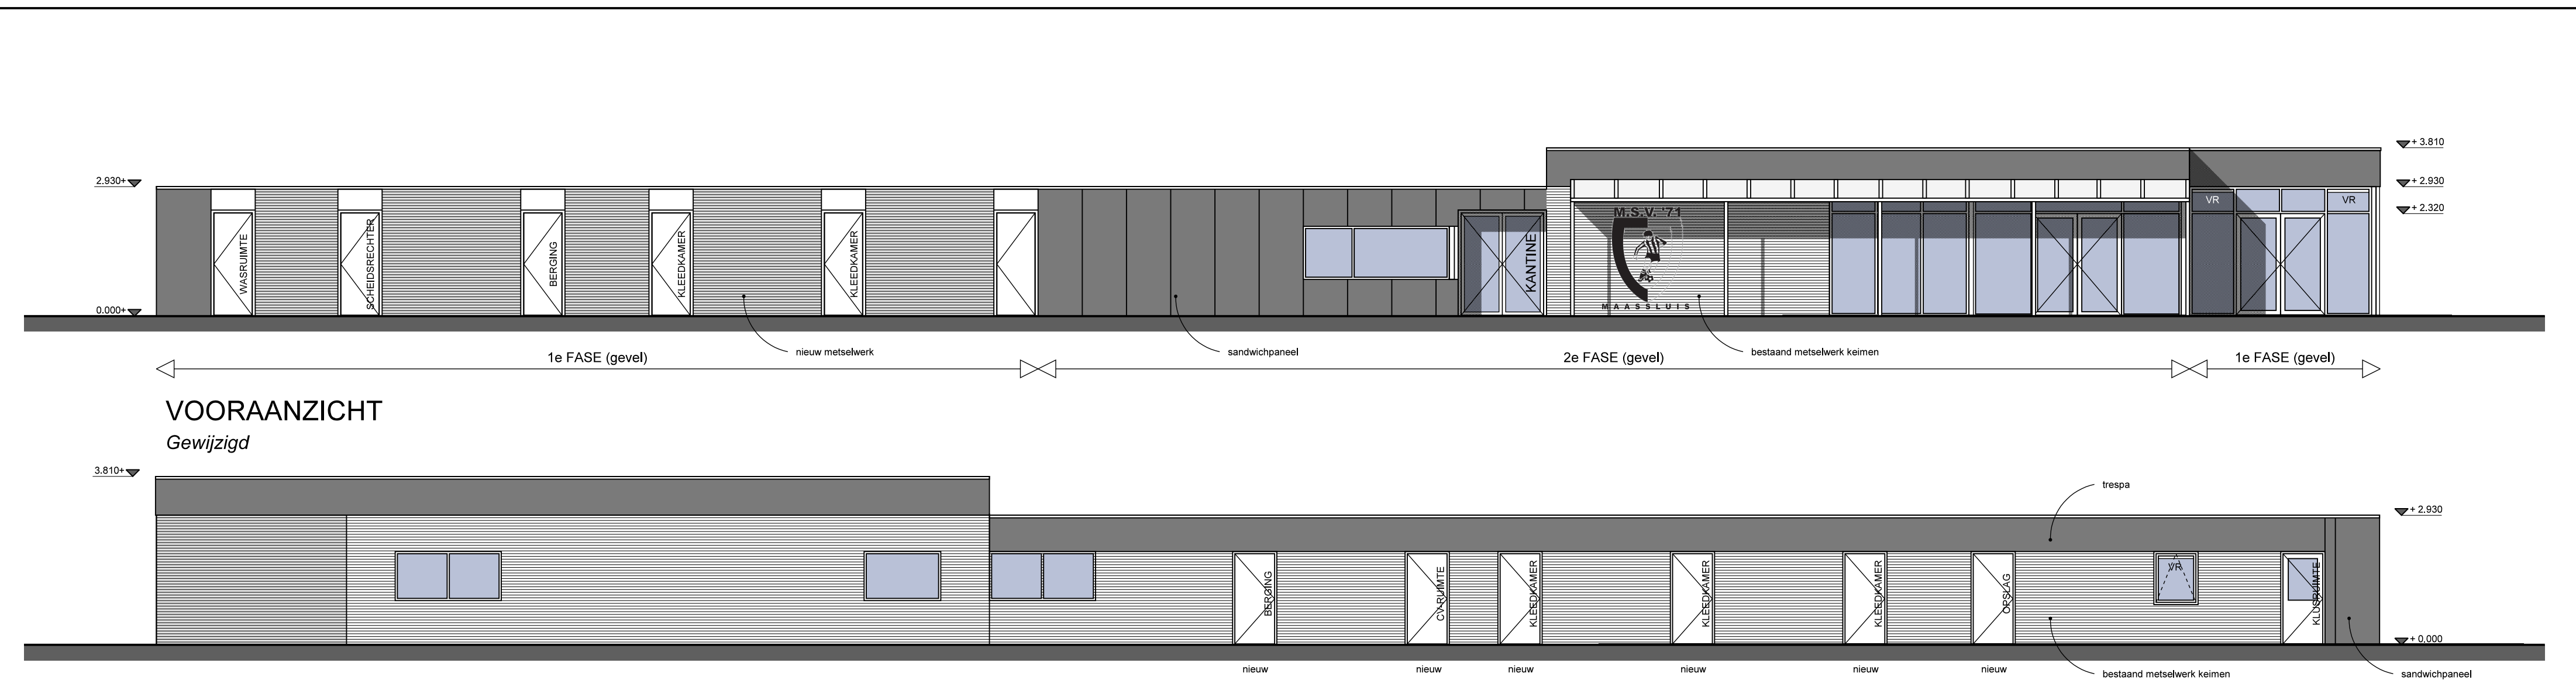 + 3.810
2.930+
+ 2.930
VR
VR
+ 2.320
M.S.V. '71
WASRUIMTE
SCHEIDSRECHTER
BERGING
KLEEDKAMER
KLEEDKAMER
KANTINE
MAASSLUIS
0.000+
nieuw metselwerk
sandwichpaneel
bestaand metselwerk keimen
1e FASE (gevel)
2e FASE (gevel)
1e FASE (gevel)
VOORAANZICHT
Gewijzigd
3.810+
trespa
+ 2.930
BERGING
CV-RUIMTE
KLEEDKAMER
KLEEDKAMER
KLEEDKAMER
OPSLAG
VR
KLUSRUIMTE
+ 0,000
nieuw
nieuw
nieuw
nieuw
nieuw
nieuw
bestaand metselwerk keimen
sandwichpaneel